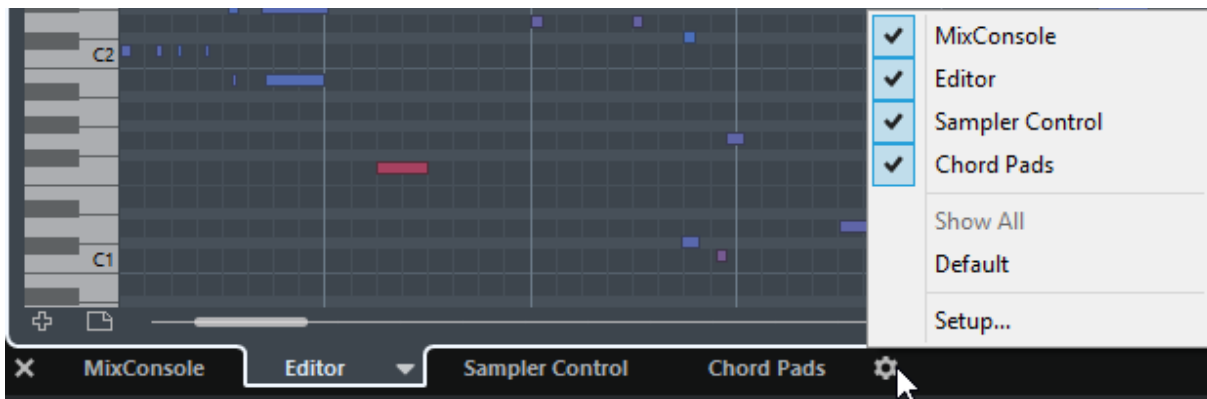 C2
C1
MixConsole
Editor
Sampler Control
Chord Pads
Show All
Default
Setup...
MixConsole Editor Sampler Control Chord Pads